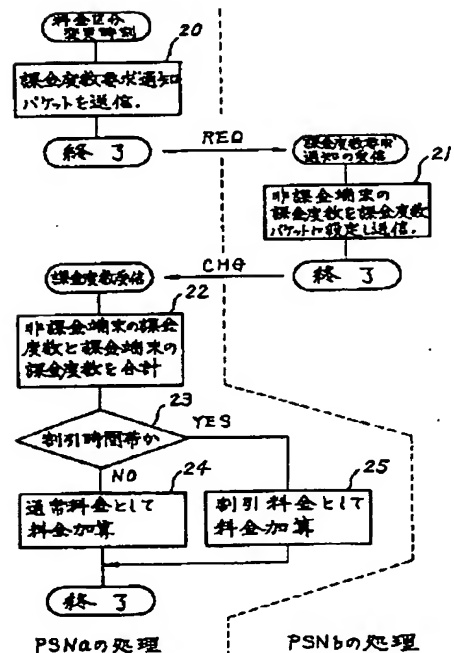 料金区分
変更時刻
20
課金度数要求通知
パケットを送信.
終了
REQ
課金度数要求
通知の受信
21
非課金端末の
課金度数を課金度数
パケットに設定し送信.
終了
CHG
課金度数受信
22
非課金端末の課金
度数と課金端末の
課金度数を合計
23
割引時間帯か
YES
NO
24
通常料金として
料金加算
25
割引料金として
料金加算
終了
PSNaの処理
PSNbの処理